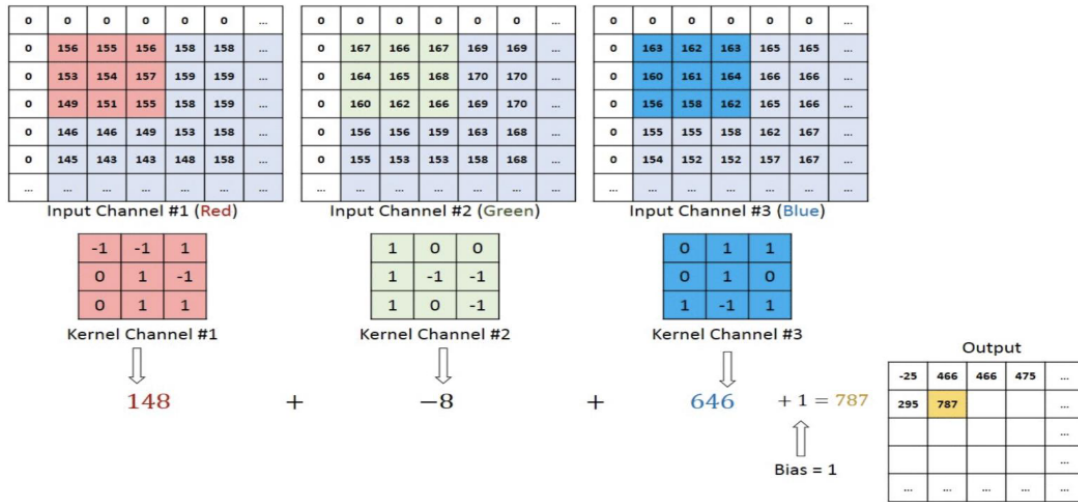 0 0 0 0 0 0 ... 0 0 0 0 0 0 ... 0 0 0 0 0 0 ...
0 156 155 156 158 158 ... 0 167 166 167 169 169 ... 0 163 162 163 165 165 ...
0 153 154 157 159 159 ... 0 164 165 168 170 170 ... 0 160 161 164 166 166 ...
0 149 151 155 158 159 ... 0 160 162 166 169 170 ... 0 156 158 162 165 166 ...
0 146 146 149 153 158 ... 0 156 156 159 163 168 ... 0 155 155 158 162 167 ...
0 145 143 143 148 158 ... 0 155 153 153 158 168 ... 0 154 152 152 157 167 ...
... ... ... ... ... ... ... ... ... ... ... ... ... ... ... ... ... ... ... ... ...
Input Channel #1 (Red) Input Channel #2 (Green) Input Channel #3 (Blue)
-1 -1 1 1 0 0 0 1 1
0 1 -1 1 -1 -1 0 1 0
0 1 1 1 0 -1 1 -1 1
Kernel Channel #1 Kernel Channel #2 Kernel Channel #3
148 + −8 + 646 + 1 = 787
Bias = 1
Output
-25 466 466 475 ...
295 787 ...
...
...
... ... ... ... ...